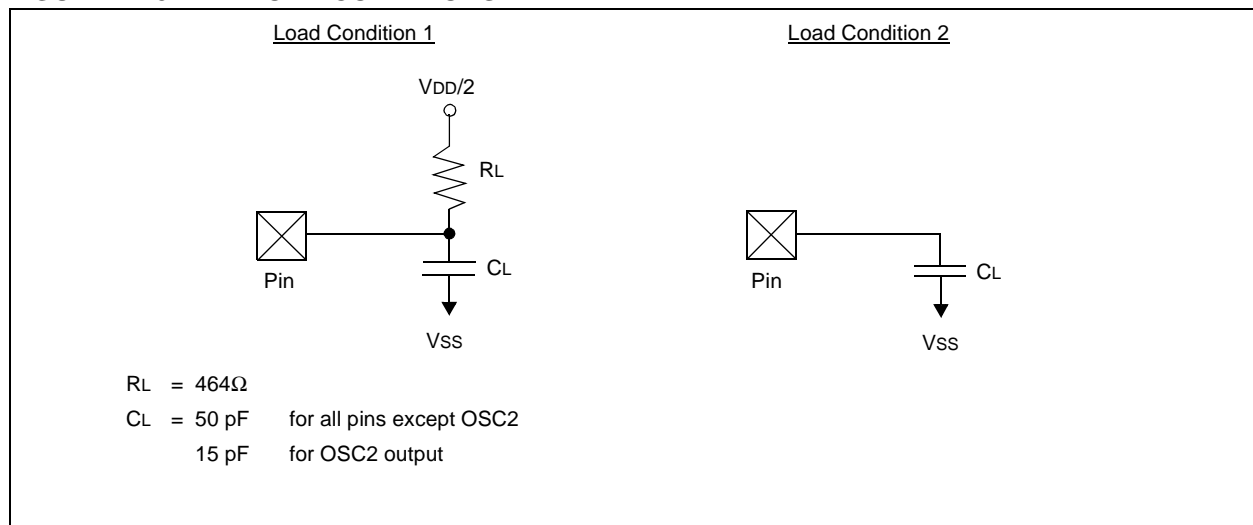 Load Condition 1
Load Condition 2
VDD/2
RL
Pin
CL
VSS
Pin
CL
VSS
RL = 464Ω
CL = 50 pF for all pins except OSC2
15 pF for OSC2 output